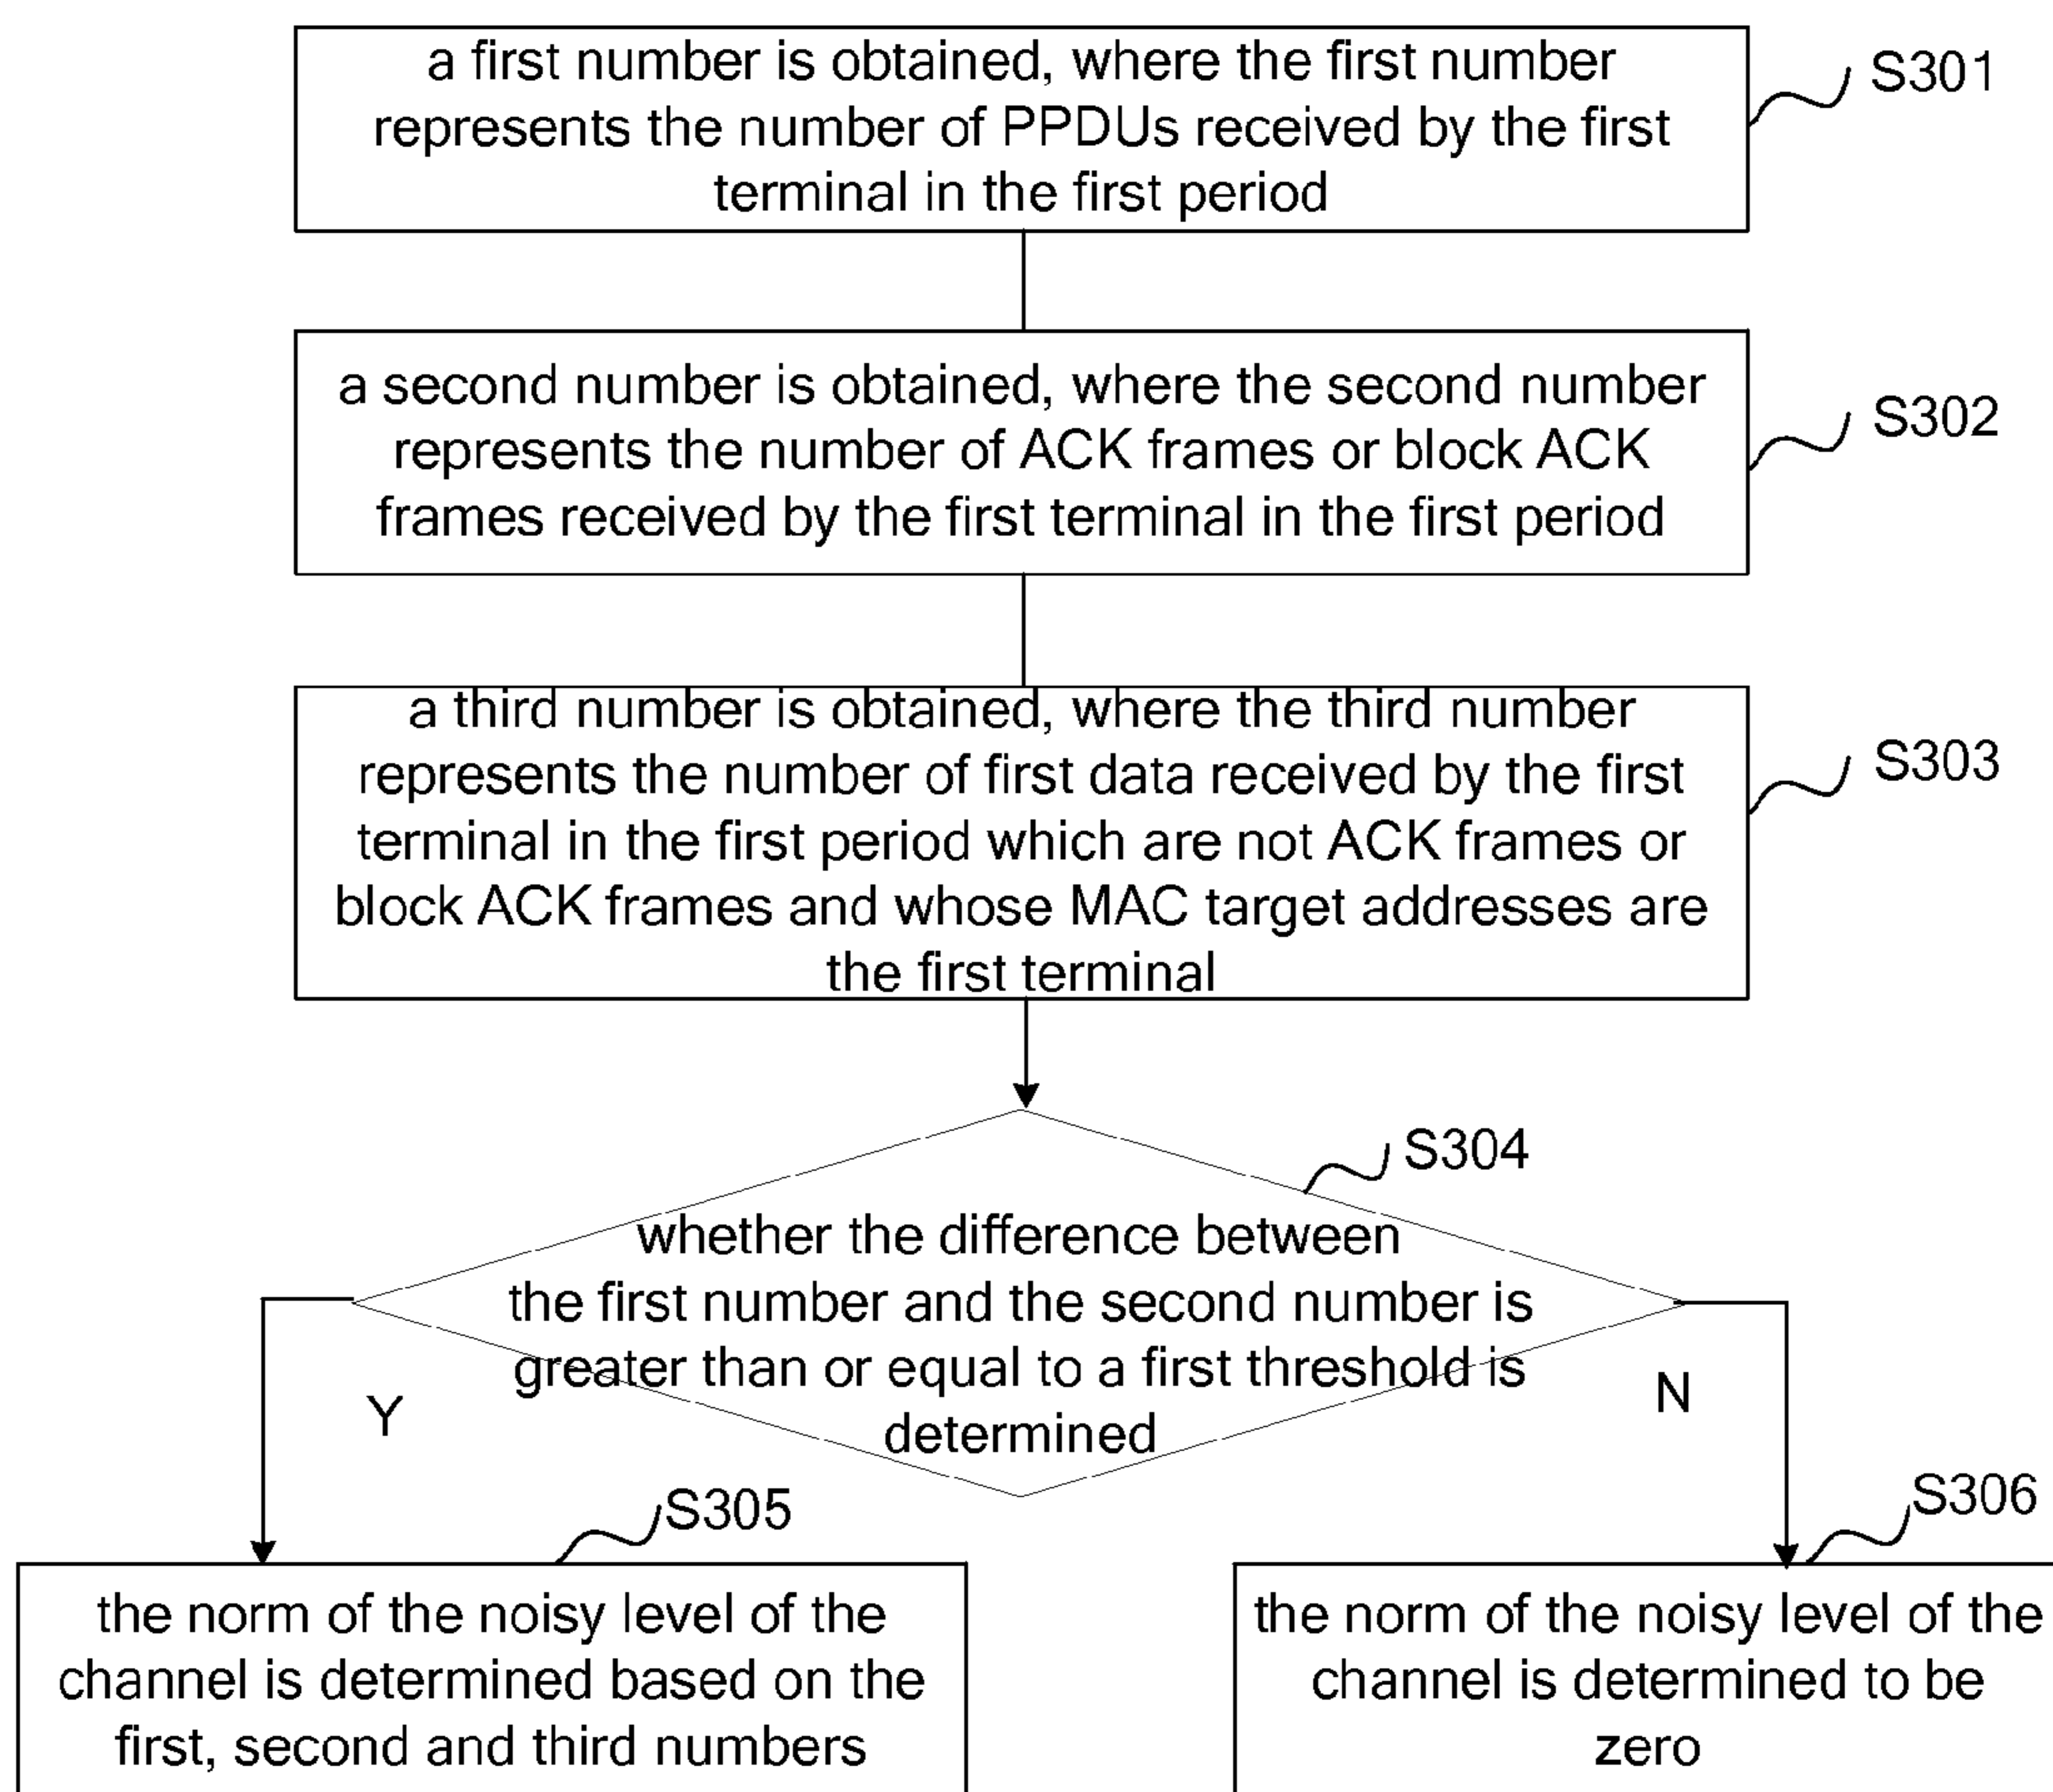 a first number is obtained, where the first number
represents the number of PPDUs received by the first
terminal in the first period
S301
a second number is obtained, where the second number
represents the number of ACK frames or block ACK
frames received by the first terminal in the first period
S302
a third number is obtained, where the third number
represents the number of first data received by the first
terminal in the first period which are not ACK frames or
block ACK frames and whose MAC target addresses are
the first terminal
S303
S304
whether the difference between
the first number and the second number is
greater than or equal to a first threshold is
determined
Y
N
S305
the norm of the noisy level of the
channel is determined based on the
first, second and third numbers
S306
the norm of the noisy level of the
channel is determined to be
zero